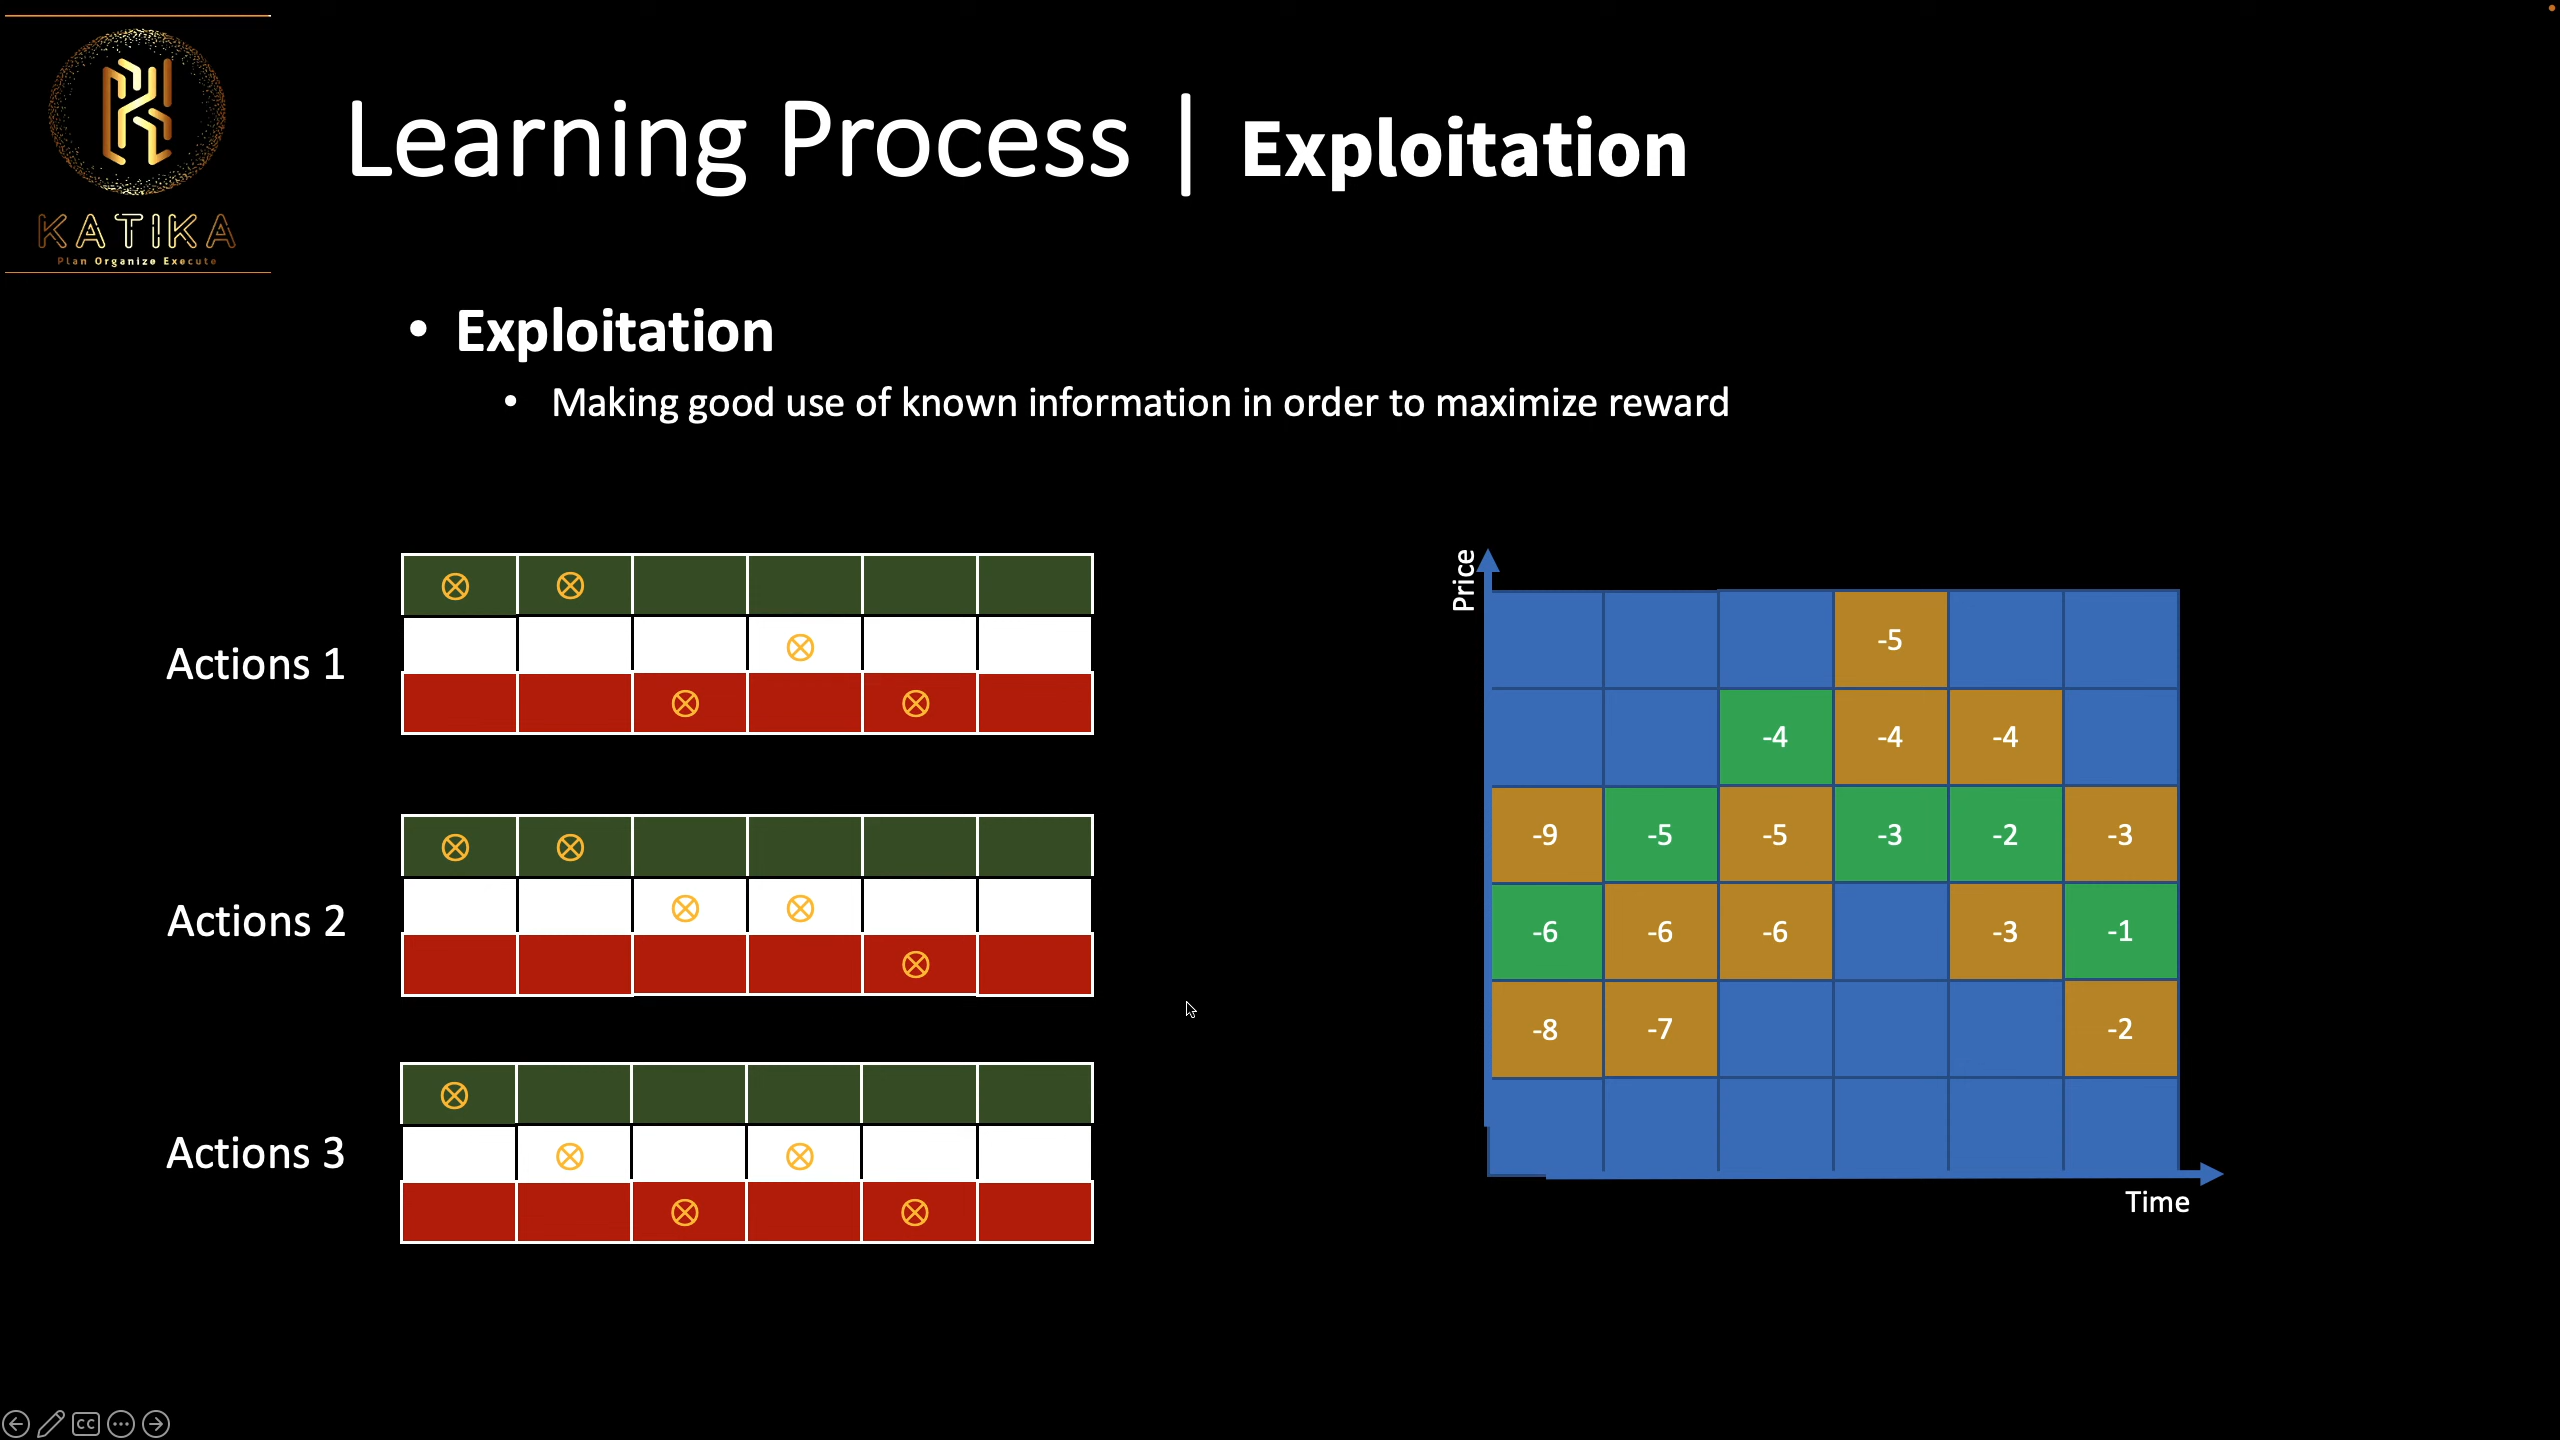 KATIKA
Plan Organize Execute
Learning Process | Exploitation
• Exploitation
• Making good use of known information in order to maximize reward
Actions 1
Actions 2
Actions 3
Price
-5
-4 -4 -4
-9 -5 -5 -3 -2 -3
-6 -6 -6 -3 -1
-8 -7 -2
Time
CC